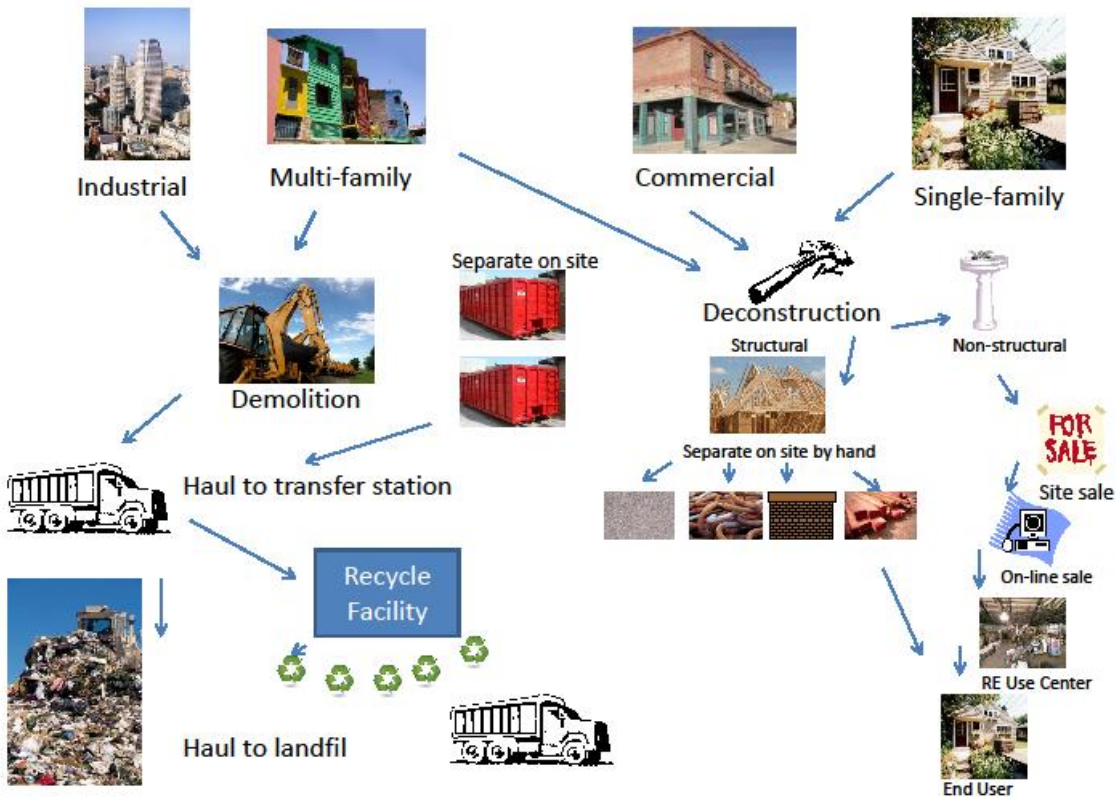 Industrial
Multi-family
Commercial
Single-family
Separate on site
Deconstruction
Structural
Non-structural
Demolition
FOR
SALE
Separate on site by hand
Haul to transfer station
Site sale
Recycle
Facility
On-line sale
RE Use Center
Haul to landfil
End User